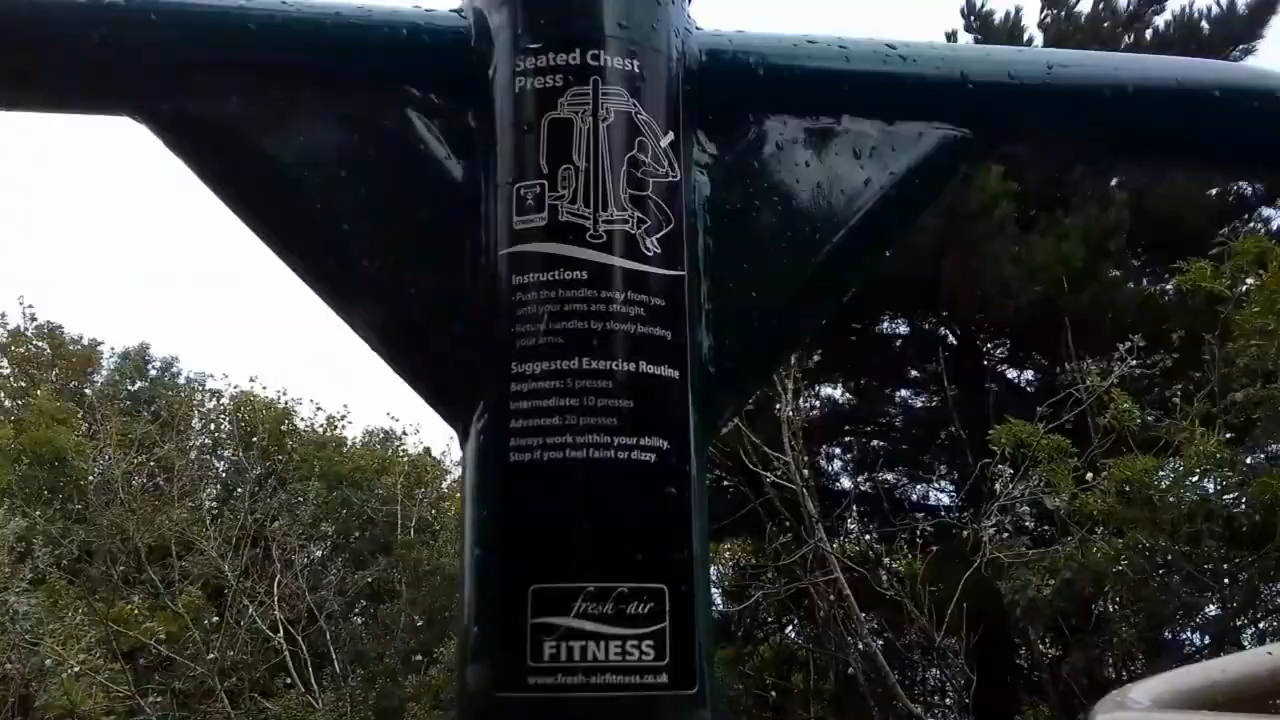 Seated Chest
Press
STRENGTH
Instructions
- Push the handles away from you
until your arms are straight.
- Return handles by slowly bending
your arms.
Suggested Exercise Routine
Beginners: 5 presses
Intermediate: 10 presses
Advanced: 20 presses
Always work within your ability.
Stop if you feel faint or dizzy.
fresh-air
FITNESS
www.fresh-airfitness.co.uk